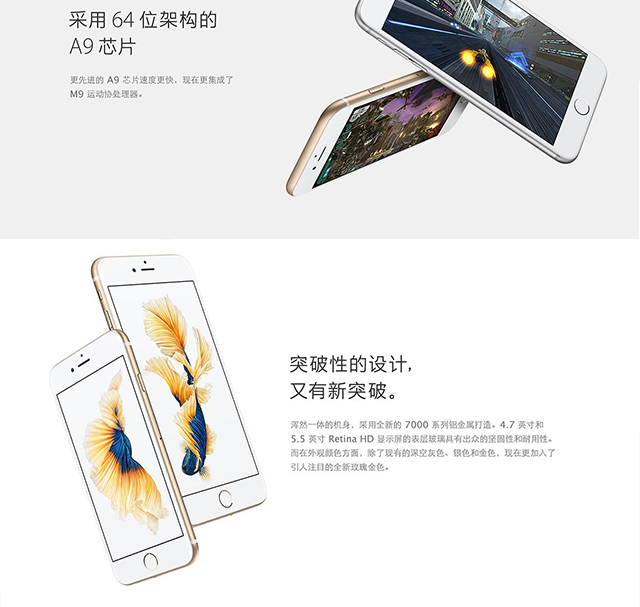 采用 64 位架构的
A9 芯片
更先进的 A9 芯片速度更快，现在更集成了
M9 运动协处理器。
突破性的设计，
又有新突破。
浑然一体的机身，采用全新的 7000 系列铝金属打造。4.7 英寸和
5.5 英寸 Retina HD 显示屏的表层玻璃具有出众的坚固性和耐用性。
而在外观颜色方面，除了现有的深空灰色、银色和金色，现在更加入了
引人注目的全新玫瑰金色。